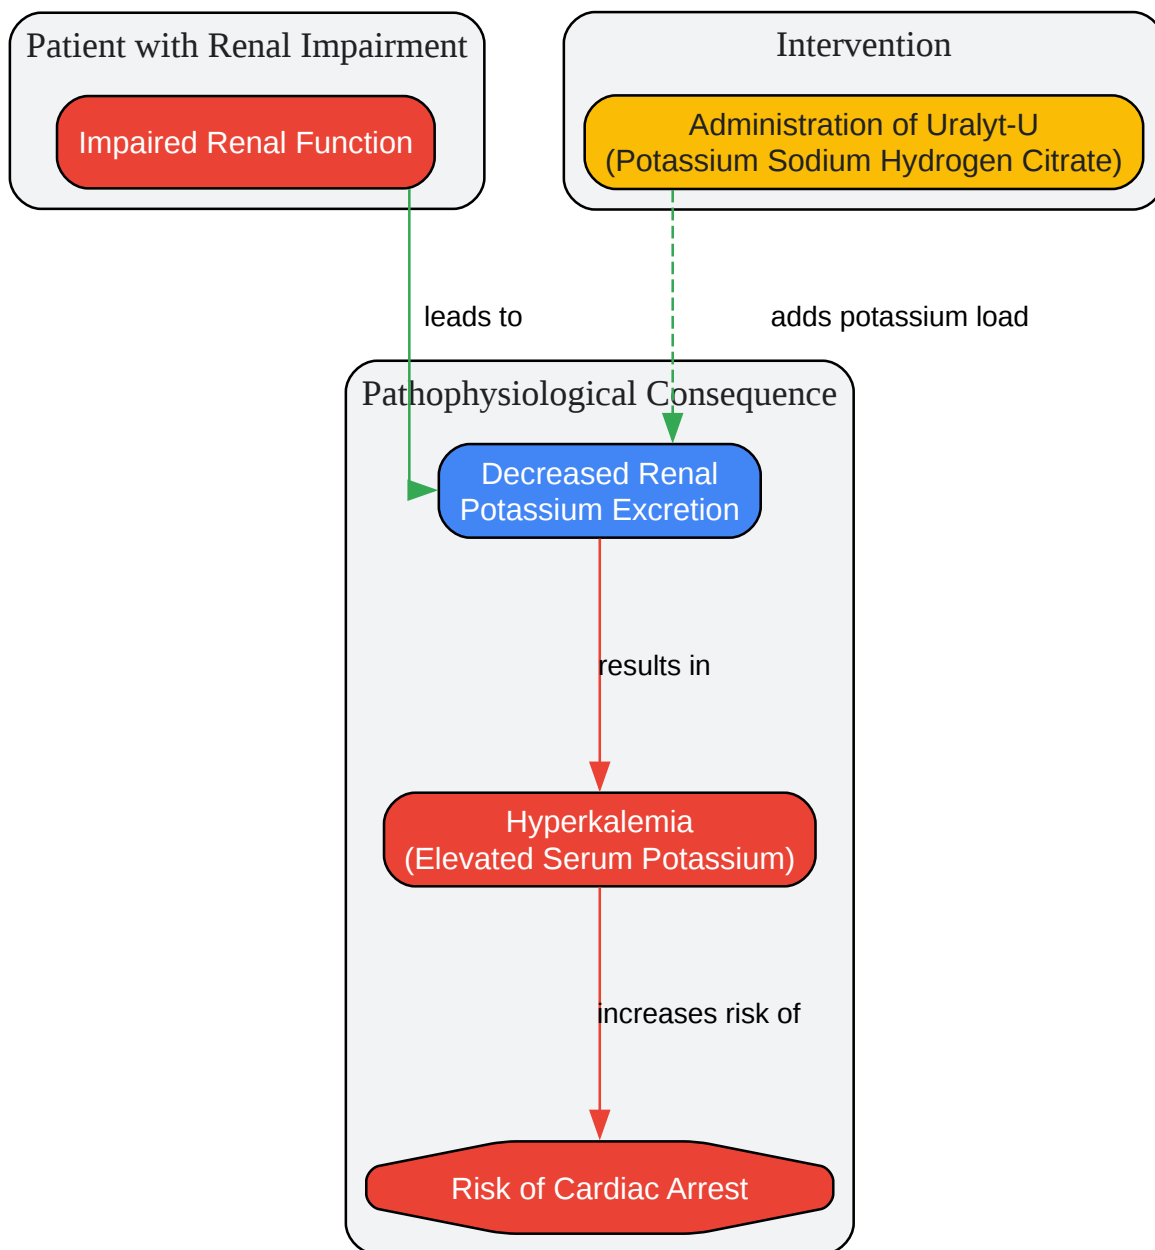 Patient with Renal Impairment
Intervention
Impaired Renal Function
Administration of Uralyt-U
(Potassium Sodium Hydrogen Citrate)
leads to
adds potassium load
Pathophysiological Consequence
Decreased Renal
Potassium Excretion
results in
Hyperkalemia
(Elevated Serum Potassium)
increases risk of
Risk of Cardiac Arrest